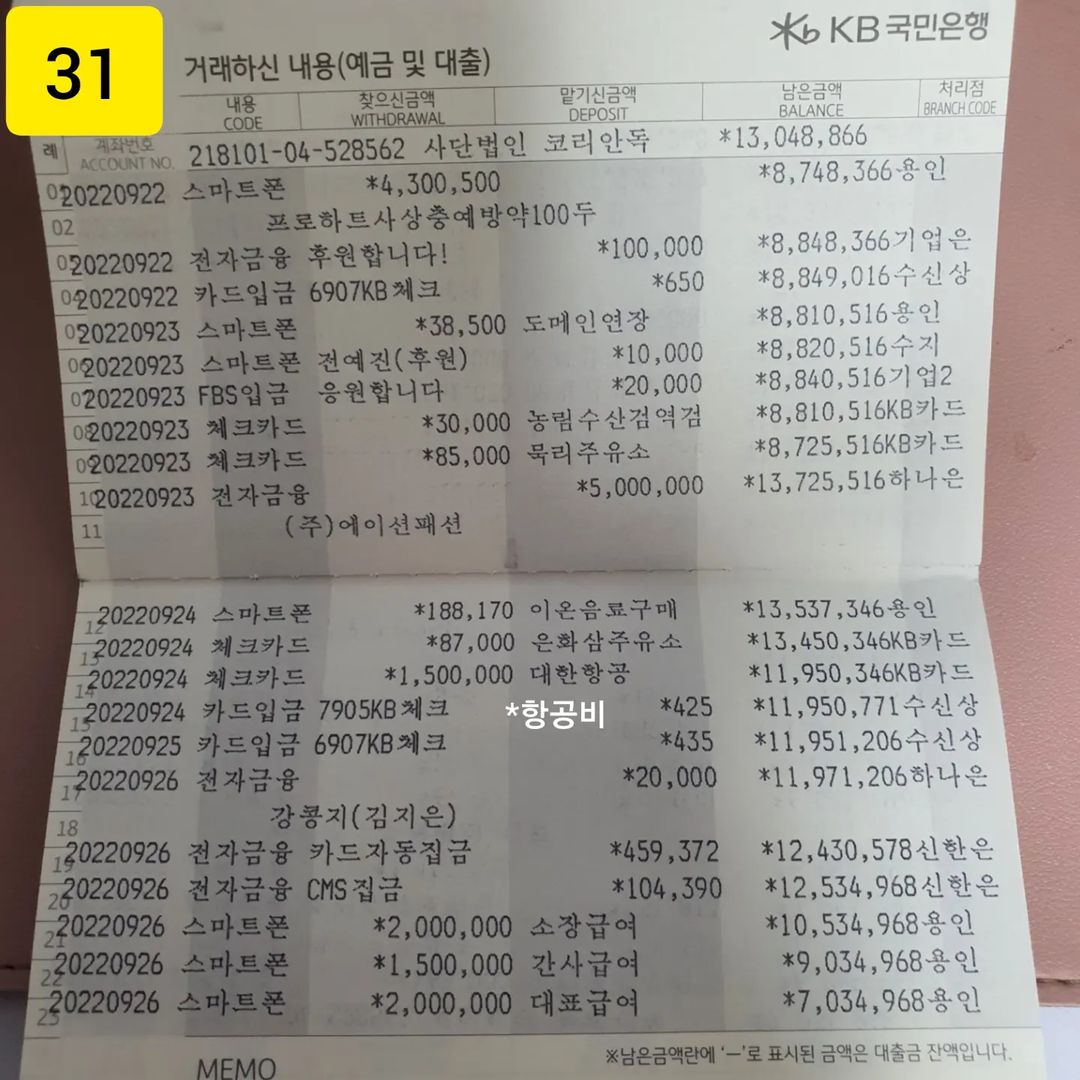 31
KB 국민은행
거래하신 내용(예금 및 대출)
내용 찾으신금액 맡기신금액 남은금액 처리점
CODE WITHDRAWAL DEPOSIT BALANCE BRANCH CODE
례 계좌번호 ACCOUNT NO. 218101-04-528562 사단법인 코리안독 *13,048,866
01 20220922 스마트폰 *4,300,500 *8,748,366용인
02 프로하트사상충예방약100두
03 20220922 전자금융 후원합니다! *100,000 *8,848,366기업은
04 20220922 카드입금 6907KB체크 *650 *8,849,016수신상
05 20220923 스마트폰 *38,500 도메인연장 *8,810,516용인
06 20220923 스마트폰 전예진(후원) *10,000 *8,820,516수지
07 20220923 FBS입금 응원합니다 *20,000 *8,840,516기업2
08 20220923 체크카드 *30,000 농림수산검역검 *8,810,516KB카드
09 20220923 체크카드 *85,000 묵리주유소 *8,725,516KB카드
10 20220923 전자금융 *5,000,000 *13,725,516하나은
11 (주)에이션패션
12 20220924 스마트폰 *188,170 이온음료구매 *13,537,346용인
13 20220924 체크카드 *87,000 은화삼주유소 *13,450,346KB카드
14 20220924 체크카드 *1,500,000 대한항공 *11,950,346KB카드
15 20220924 카드입금 7905KB체크 *항공비 *425 *11,950,771수신상
16 20220925 카드입금 6907KB체크 *435 *11,951,206수신상
17 20220926 전자금융 *20,000 *11,971,206하나은
18 강콩지(김지은)
19 20220926 전자금융 카드자동집금 *459,372 *12,430,578신한은
20 20220926 전자금융 CMS집금 *104,390 *12,534,968신한은
21 20220926 스마트폰 *2,000,000 소장급여 *10,534,968용인
22 20220926 스마트폰 *1,500,000 간사급여 *9,034,968용인
23 20220926 스마트폰 *2,000,000 대표급여 *7,034,968용인
MEMO ※남은금액란에 '―'로 표시된 금액은 대출금 잔액입니다.